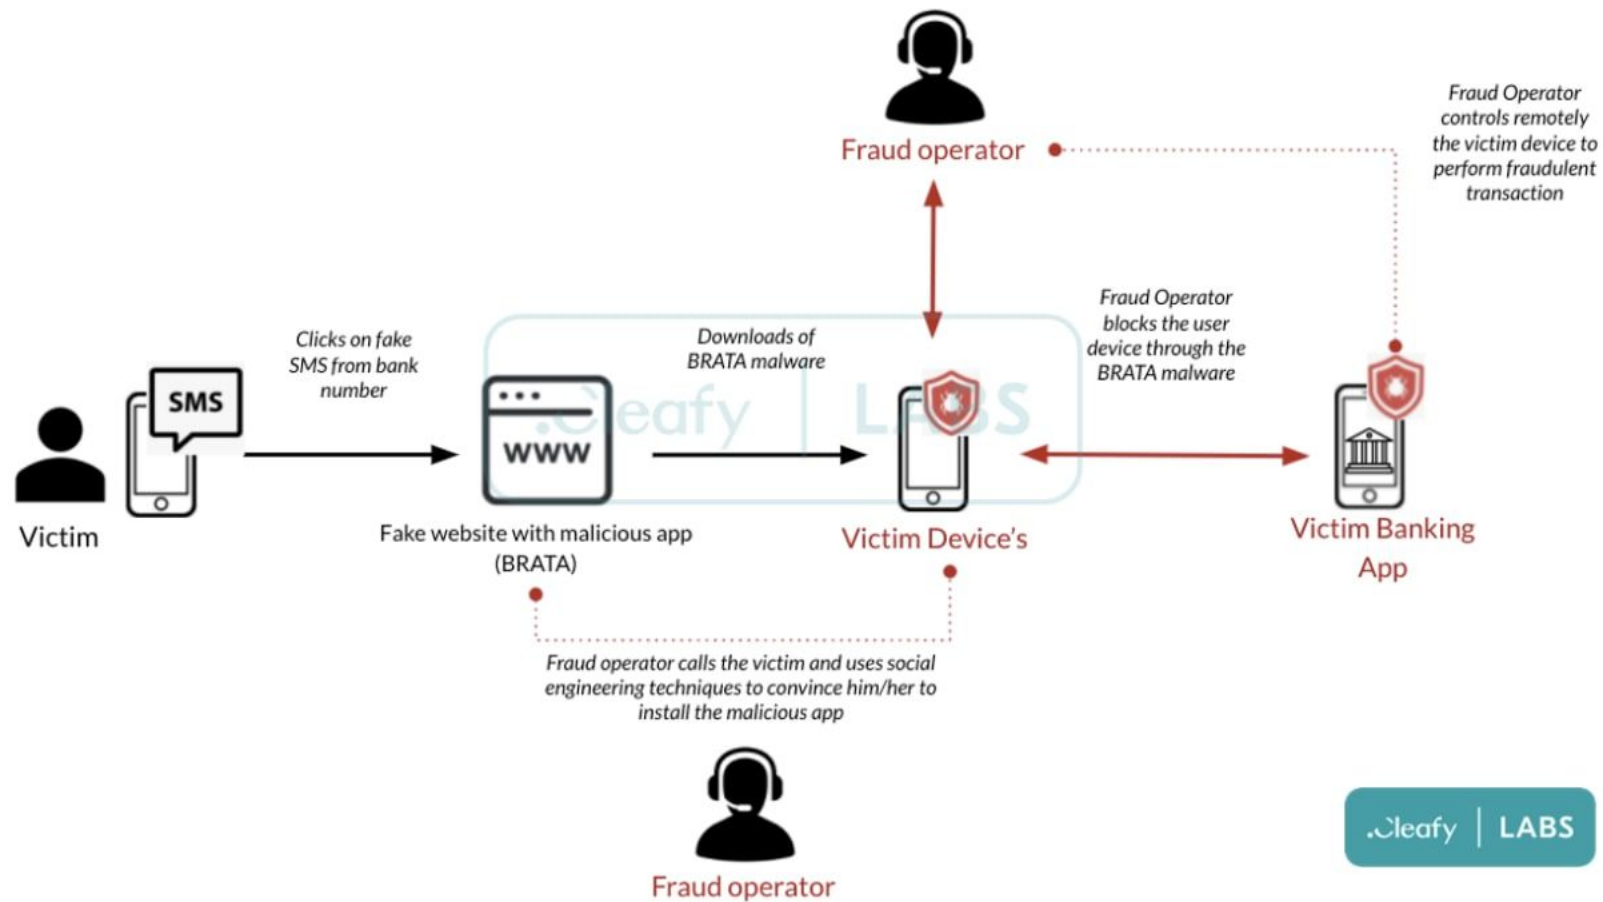 Fraud operator
Fraud Operator
controls remotely
the victim device to
perform fraudulent
transaction
Clicks on fake
SMS from bank
number
Downloads of
BRATA malware
Fraud Operator
blocks the user
device through the
BRATA malware
SMS
www
.Cleafy | LABS
Victim
Fake website with malicious app
(BRATA)
Victim Device's
Victim Banking
App
Fraud operator calls the victim and uses social
engineering techniques to convince him/her to
install the malicious app
Fraud operator
.Cleafy | LABS